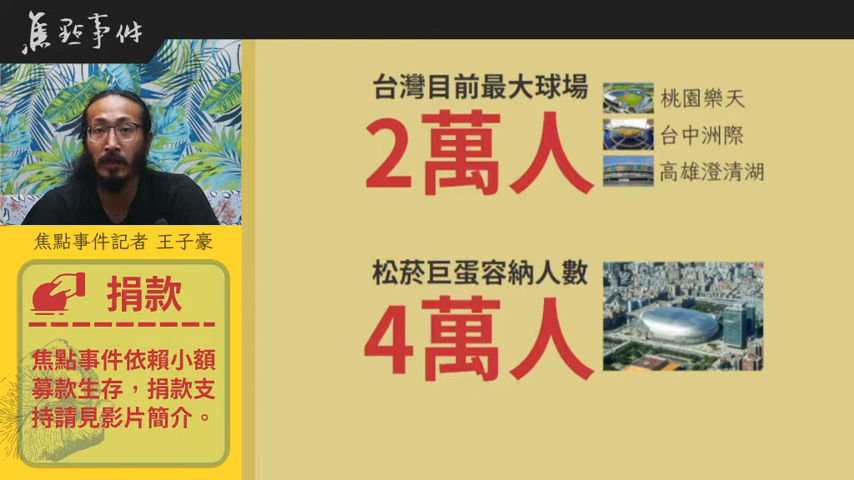 焦點事件
台灣目前最大球場
2萬人
桃園樂天
台中洲際
高雄澄清湖
焦點事件記者 王子豪
捐款
焦點事件依賴小額
募款生存，捐款支
持請見影片簡介。
松菸巨蛋容納人數
4萬人